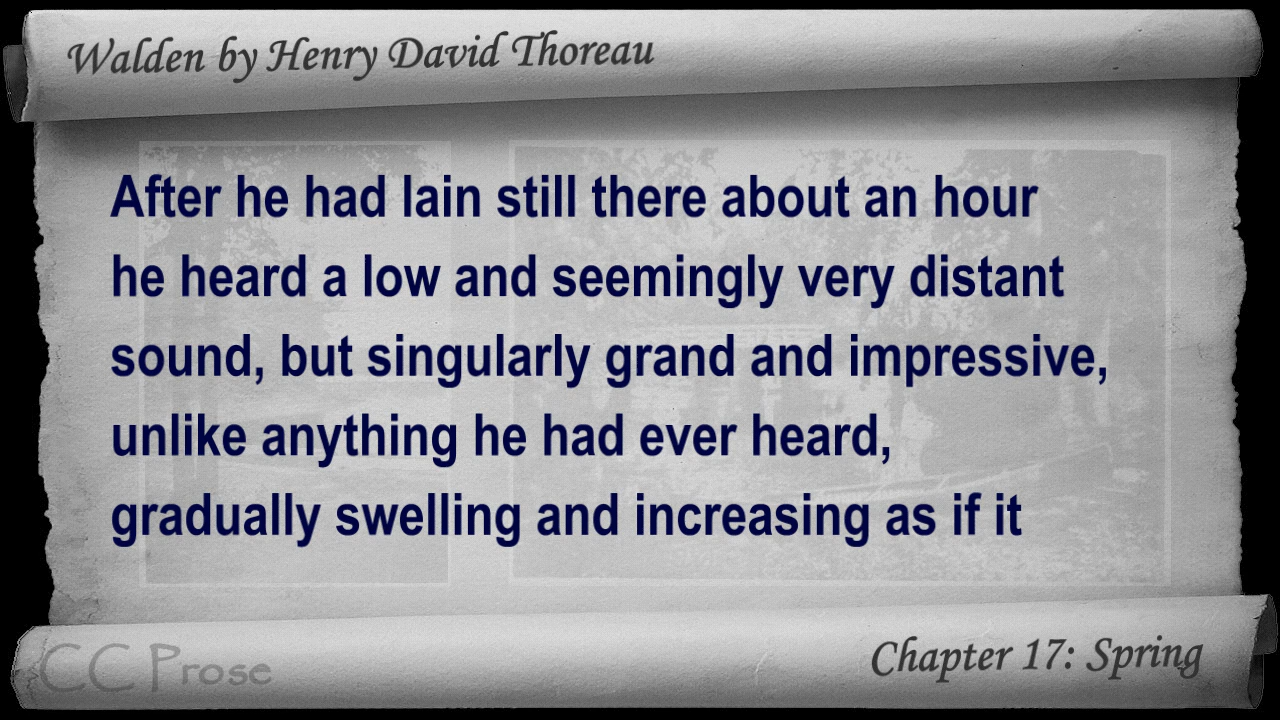 Walden by Henry David Thoreau
After he had lain still there about an hour
he heard a low and seemingly very distant
sound, but singularly grand and impressive,
unlike anything he had ever heard,
gradually swelling and increasing as if it
CC Prose
Chapter 17: Spring